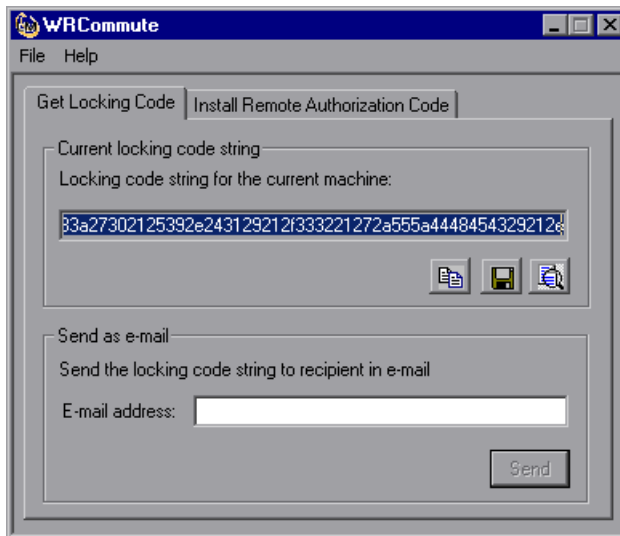 WRCommute
File Help
Get Locking Code Install Remote Authorization Code
Current locking code string
Locking code string for the current machine:
33a27302125392e243129212f333221272a555a4448454329212e
Send as e-mail
Send the locking code string to recipient in e-mail
E-mail address:
Send